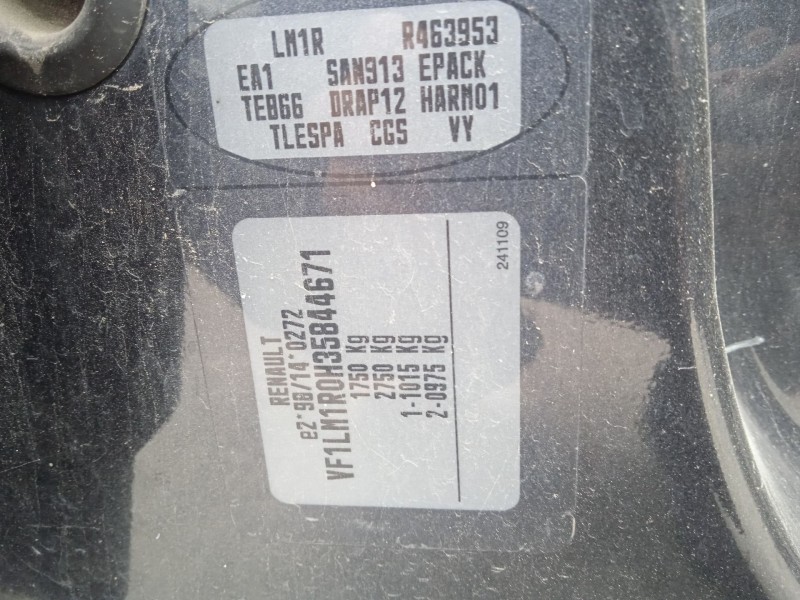 LM1R R463953
EA1 SAN913 EPACK
TEB66 DRAP12 HARM01
TLESPA CGS VY
RENAULT
e2*98/14*0272
VF1LM1R0H35844671
1750 Kg
2750 Kg
1-1015 Kg
2-0975 Kg
241109